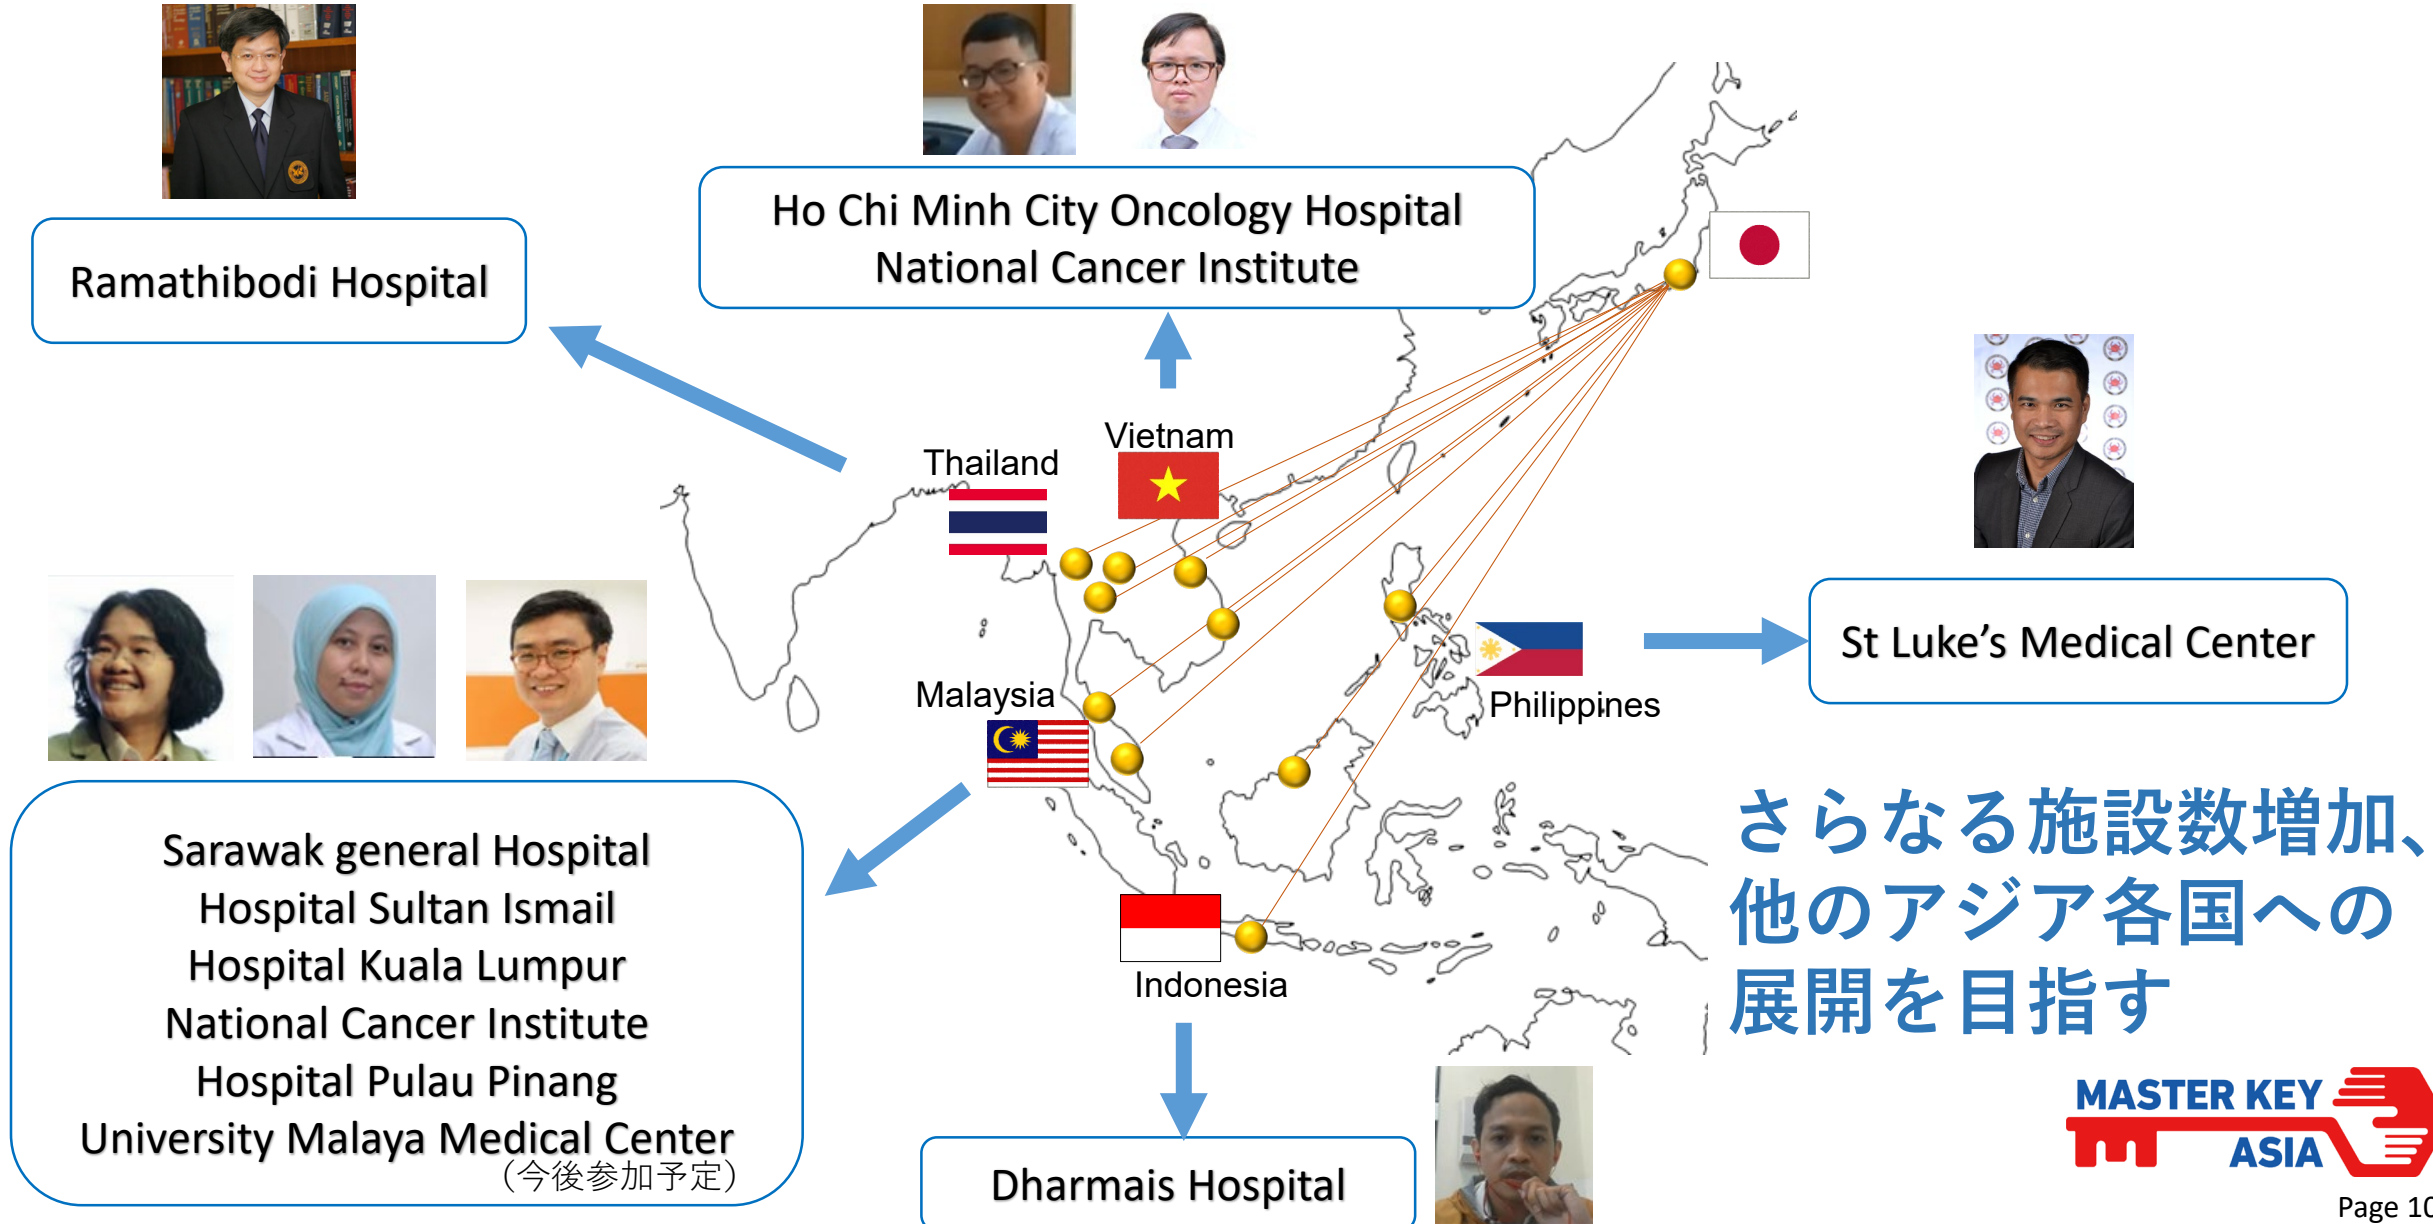 Ramathibodi Hospital
Ho Chi Minh City Oncology Hospital
National Cancer Institute
Thailand
Vietnam
Malaysia
Philippines
Indonesia
St Luke’s Medical Center
Sarawak general Hospital
Hospital Sultan Ismail
Hospital Kuala Lumpur
National Cancer Institute
Hospital Pulau Pinang
University Malaya Medical Center
(今後参加予定)
Dharmais Hospital
さらなる施設数増加、
他のアジア各国への
展開を目指す
MASTER KEY
ASIA
Page 10